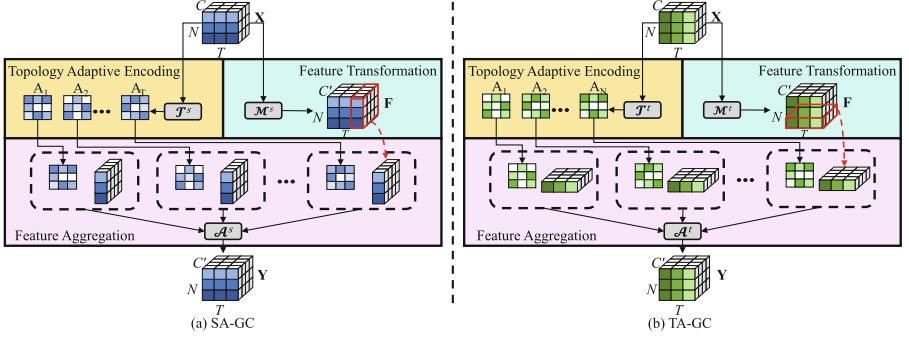 C X
N
T
Topology Adaptive Encoding
Feature Transformation
A1 A2 AT
𝒯s
ℳs
C' F
N
T
Feature Aggregation
𝒜s
C' Y
N
T
(a) SA-GC
C X
N
T
Topology Adaptive Encoding
Feature Transformation
A1 A2 AN
𝒯t
ℳt
C' F
N
T
Feature Aggregation
𝒜t
C' Y
N
T
(b) TA-GC